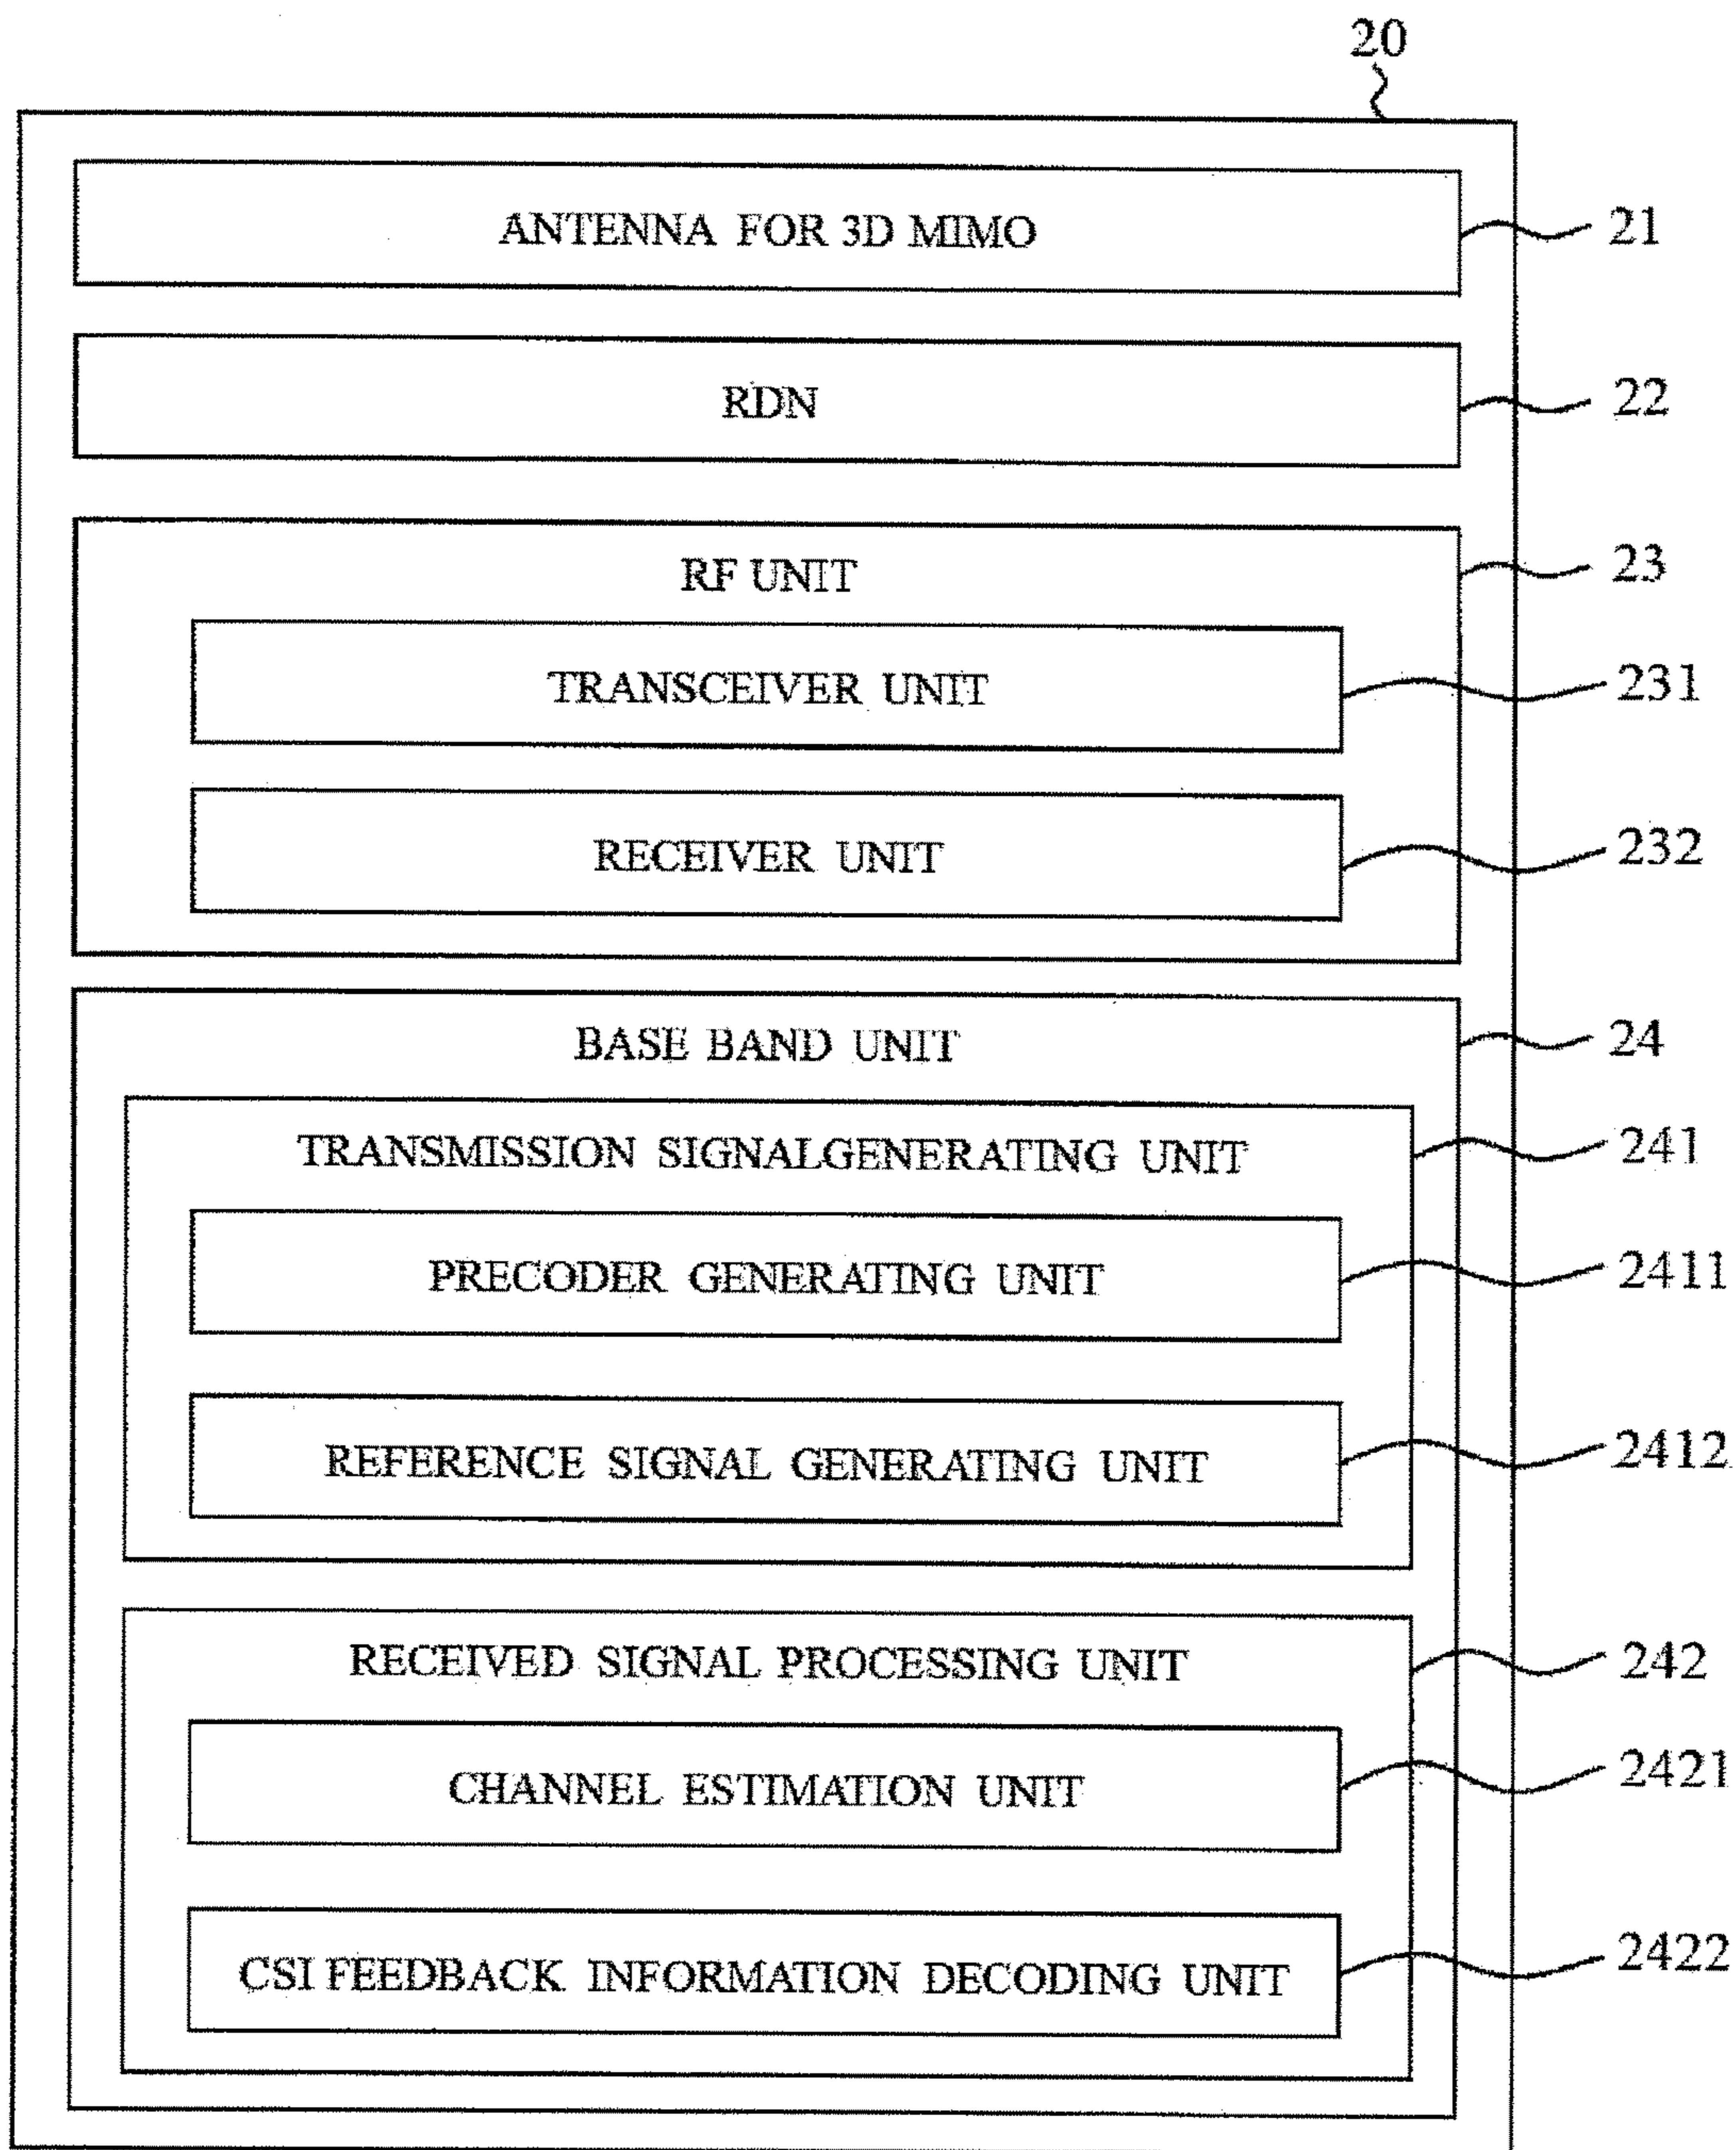 20
ANTENNA FOR 3D MIMO
21
RDN
22
RF UNIT
23
TRANSCEIVER UNIT
231
RECEIVER UNIT
232
BASE BAND UNIT
24
TRANSMISSION SIGNALGENERATING UNIT
241
PRECODER GENERATING UNIT
2411
REFERENCE SIGNAL GENERATING UNIT
2412
RECEIVED SIGNAL PROCESSING UNIT
242
CHANNEL ESTIMATION UNIT
2421
CSI FEEDBACK INFORMATION DECODING UNIT
2422